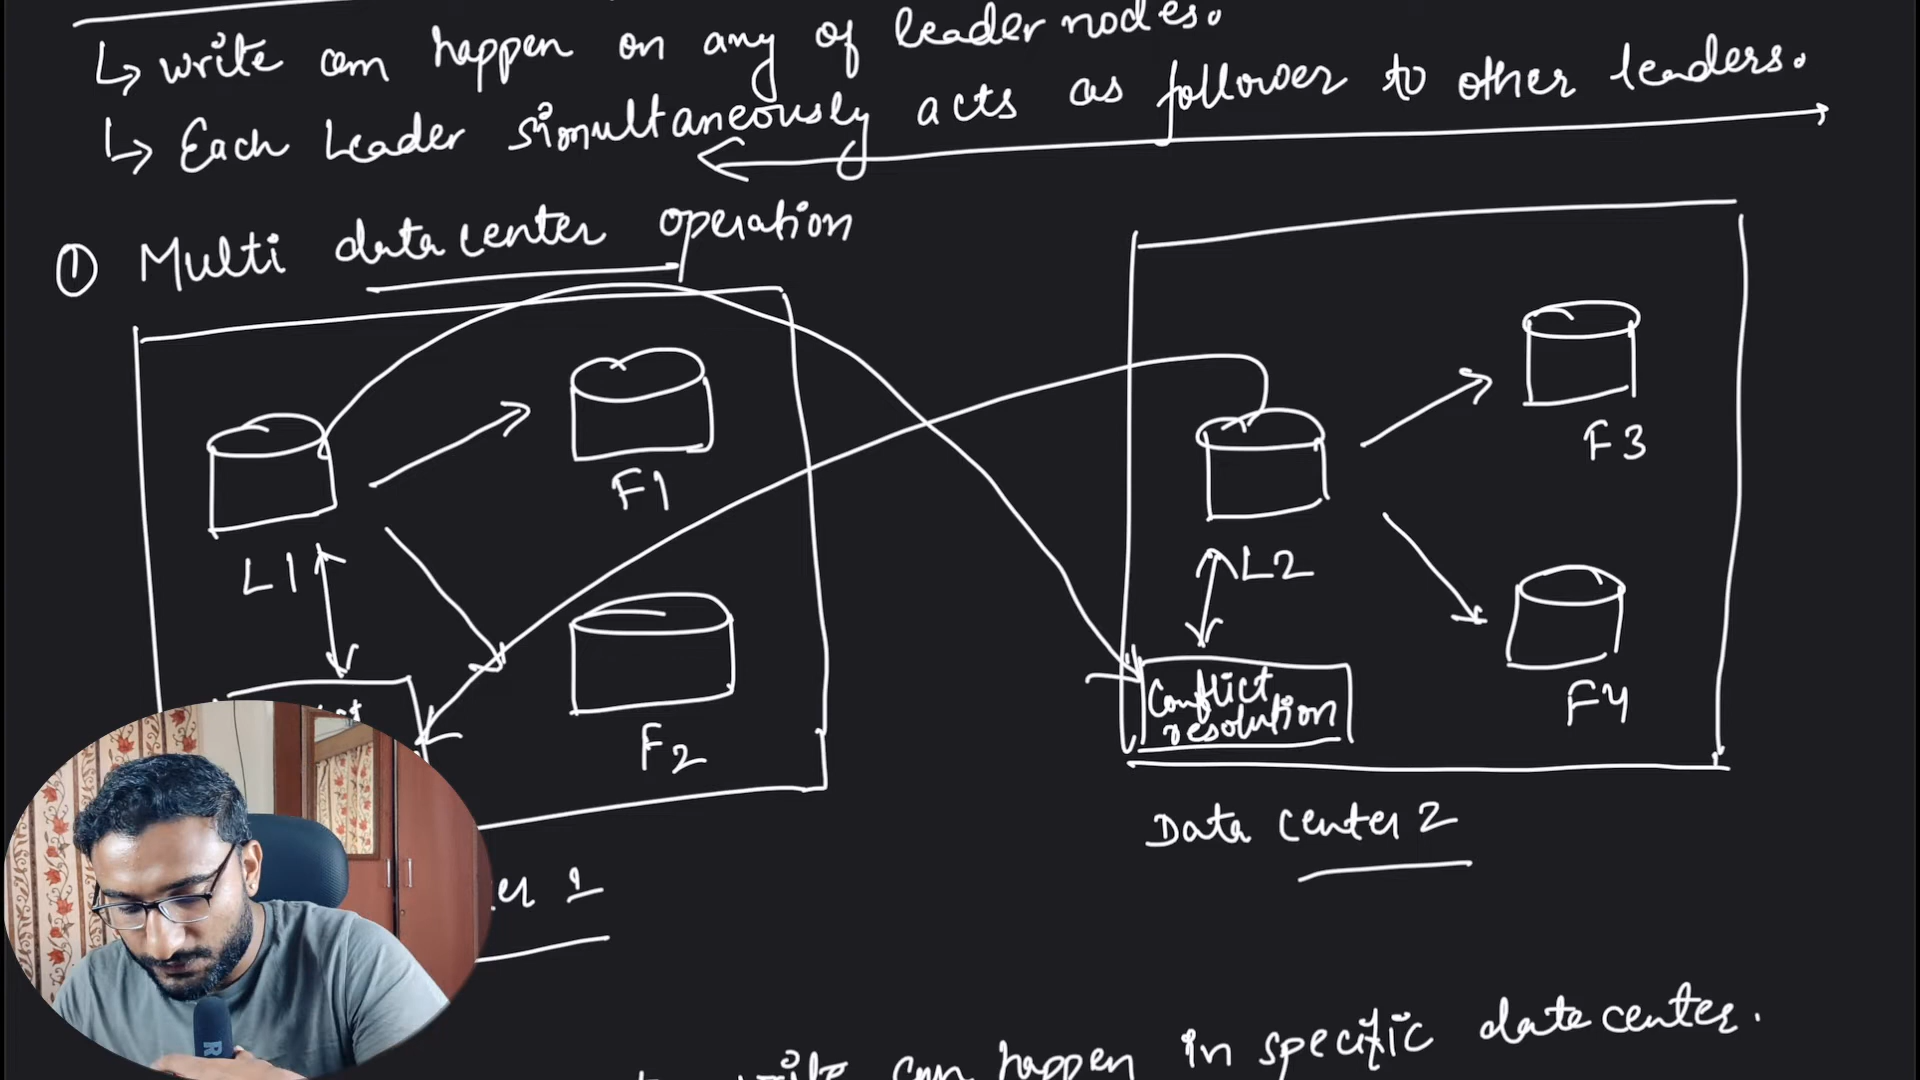 ↳ write can happen on any of leader nodes.
↳ Each Leader simultaneously acts as follower to other leaders.
① Multi data center operation
F1
L1
F2
F3
L2
Conflict
resolution
F4
Data center 2
1
write can happen in specific data center.